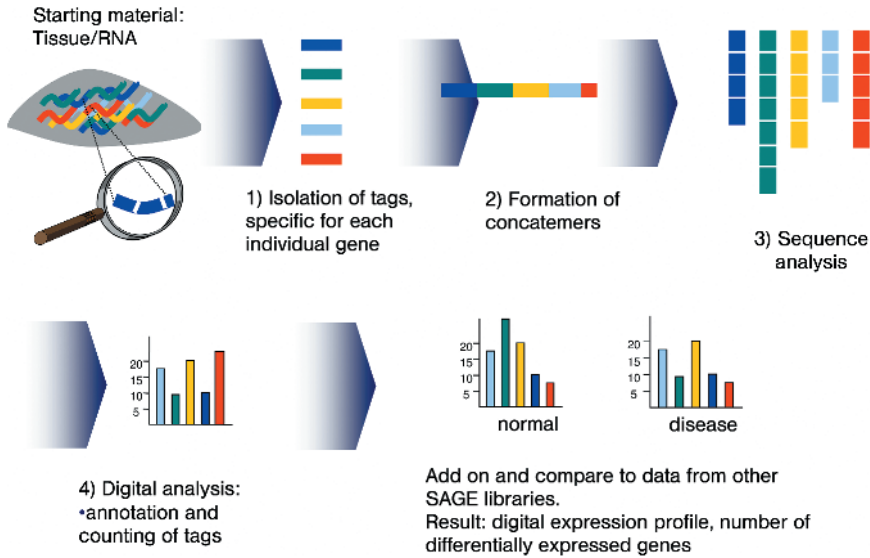 Starting material:
Tissue/RNA
1) Isolation of tags,
specific for each
individual gene
2) Formation of
concatemers
3) Sequence
analysis
20
15
10
5
4) Digital analysis:
•annotation and
counting of tags
20
15
10
5
normal
20
15
10
5
disease
Add on and compare to data from other
SAGE libraries.
Result: digital expression profile, number of
differentially expressed genes